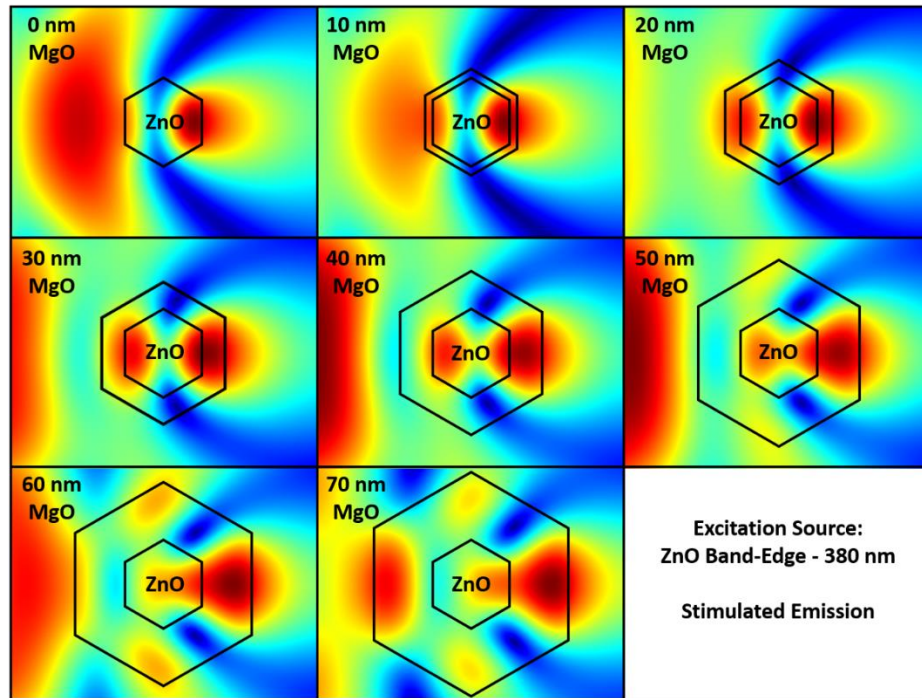 0 nm
MgO
ZnO
10 nm
MgO
ZnO
20 nm
MgO
ZnO
30 nm
MgO
ZnO
40 nm
MgO
ZnO
50 nm
MgO
ZnO
60 nm
MgO
ZnO
70 nm
MgO
ZnO
Excitation Source:
ZnO Band-Edge - 380 nm
Stimulated Emission